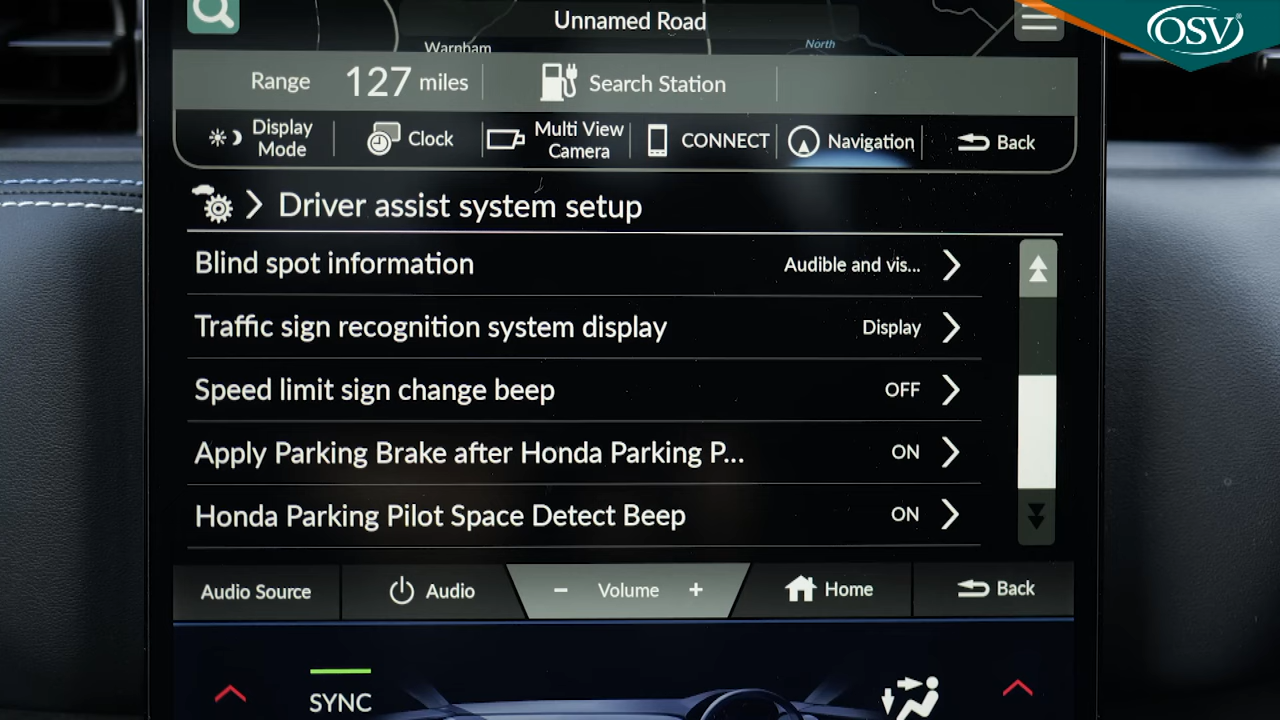 OSV
Unnamed Road
Warnham
North
Range 127 miles
Search Station
Display Mode
Clock
Multi View Camera
CONNECT
Navigation
Back
Driver assist system setup
Blind spot information Audible and vis...
Traffic sign recognition system display Display
Speed limit sign change beep OFF
Apply Parking Brake after Honda Parking P... ON
Honda Parking Pilot Space Detect Beep ON
Audio Source
Audio
- Volume +
Home
Back
SYNC